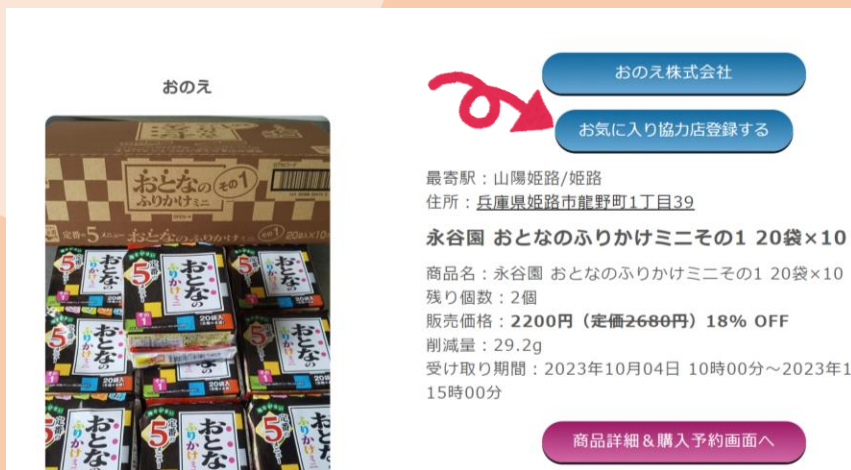 おのえ
おとなの
ふりかけミニ
その1
おのえ株式会社
お気に入り協力店登録する
最寄駅：山陽姫路/姫路
住所：兵庫県姫路市龍野町1丁目39
永谷園 おとなのふりかけミニその1 20袋×10
商品名：永谷園 おとなのふりかけミニその1 20袋×10
残り個数：2個
販売価格：2200円（定価2680円）18% OFF
削減量：29.2g
受け取り期間：2023年10月04日 10時00分～2023年1
15時00分
商品詳細＆購入予約画面へ